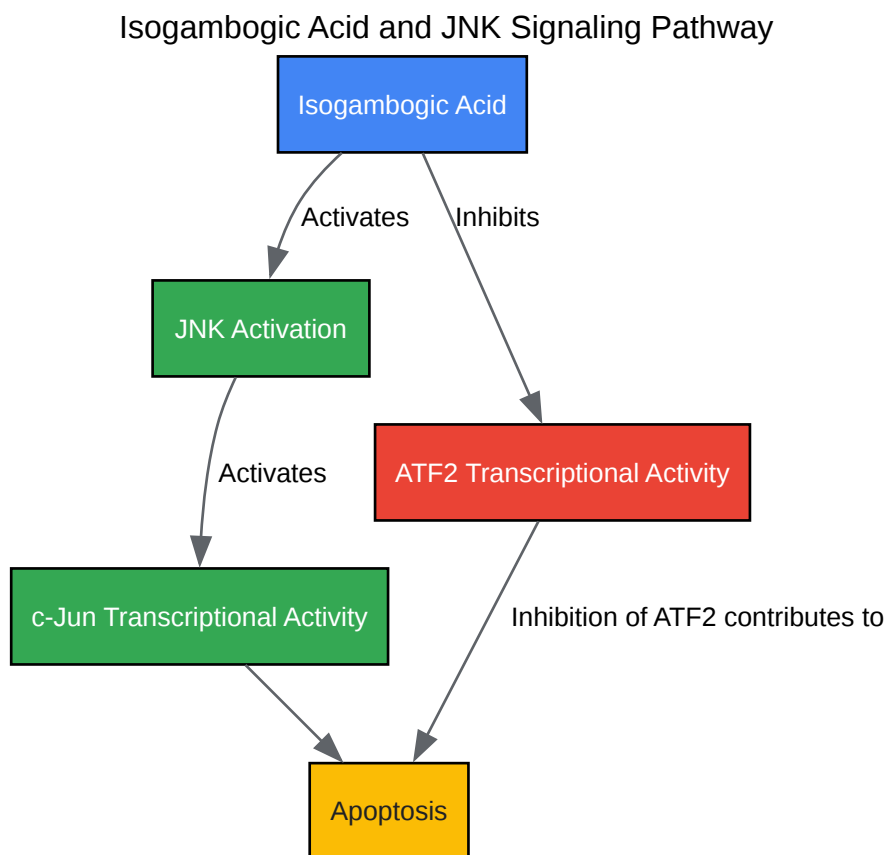 Isogambogic Acid and JNK Signaling Pathway
Isogambogic Acid
Activates
Inhibits
JNK Activation
Activates
ATF2 Transcriptional Activity
c-Jun Transcriptional Activity
Inhibition of ATF2 contributes to
Apoptosis